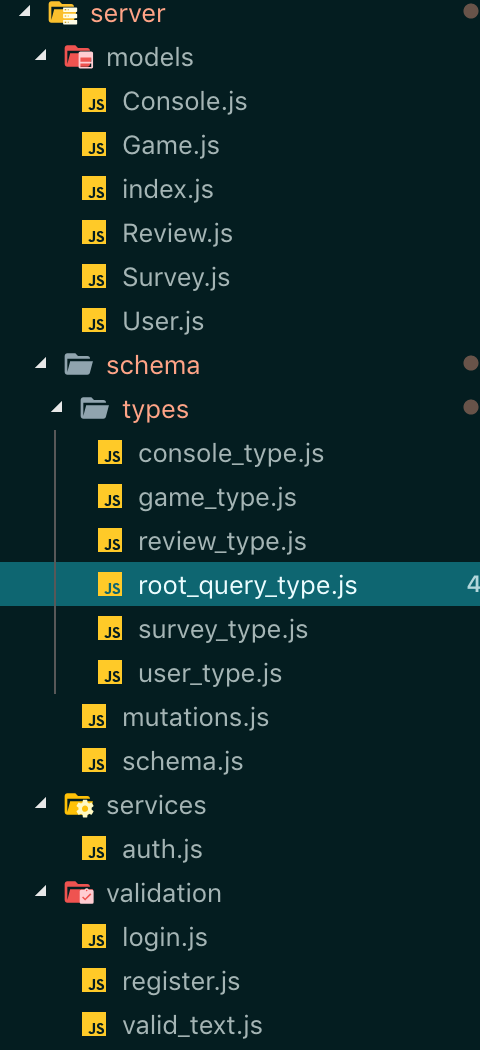 server
models
JS Console.js
JS Game.js
JS index.js
JS Review.js
JS Survey.js
JS User.js
schema
types
JS console_type.js
JS game_type.js
JS review_type.js
JS root_query_type.js 4
JS survey_type.js
JS user_type.js
JS mutations.js
JS schema.js
services
JS auth.js
validation
JS login.js
JS register.js
JS valid_text.js